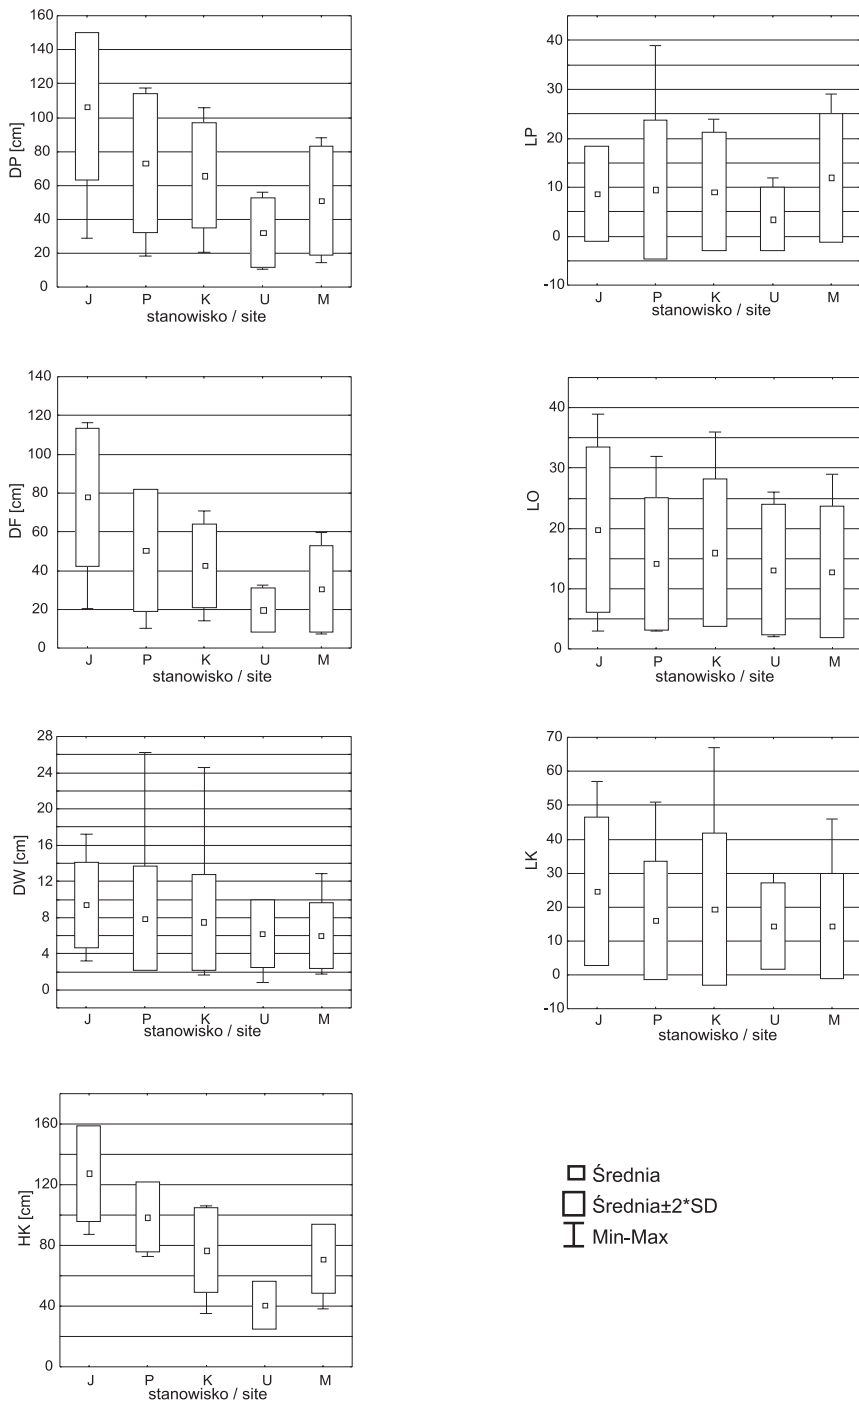 DP [cm]
160
140
120
100
80
60
40
20
0
J P K U M
stanowisko / site
LP
40
30
20
10
0
-10
J P K U M
stanowisko / site
DF [cm]
140
120
100
80
60
40
20
0
J P K U M
stanowisko / site
LO
40
30
20
10
0
J P K U M
stanowisko / site
DW [cm]
28
24
20
16
12
8
4
0
J P K U M
stanowisko / site
LK
70
60
50
40
30
20
10
0
-10
J P K U M
stanowisko / site
HK [cm]
160
120
80
40
0
J P K U M
stanowisko / site
Średnia
Średnia±2*SD
Min-Max